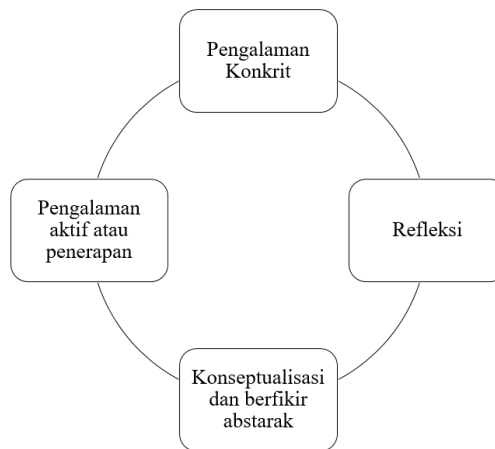 Pengalaman
Konkrit
Refleksi
Konseptualisasi
dan berfikir
abstarak
Pengalaman
aktif atau
penerapan